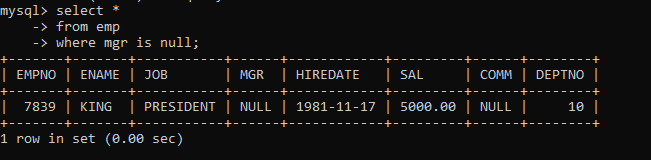 mysql> select *
    -> from emp
    -> where mgr is null;
+-------+-------+-----------+------+------------+---------+------+--------+
| EMPNO | ENAME | JOB       | MGR  | HIREDATE   | SAL     | COMM | DEPTNO |
+-------+-------+-----------+------+------------+---------+------+--------+
|  7839 | KING  | PRESIDENT | NULL | 1981-11-17 | 5000.00 | NULL |     10 |
+-------+-------+-----------+------+------------+---------+------+--------+
1 row in set (0.00 sec)